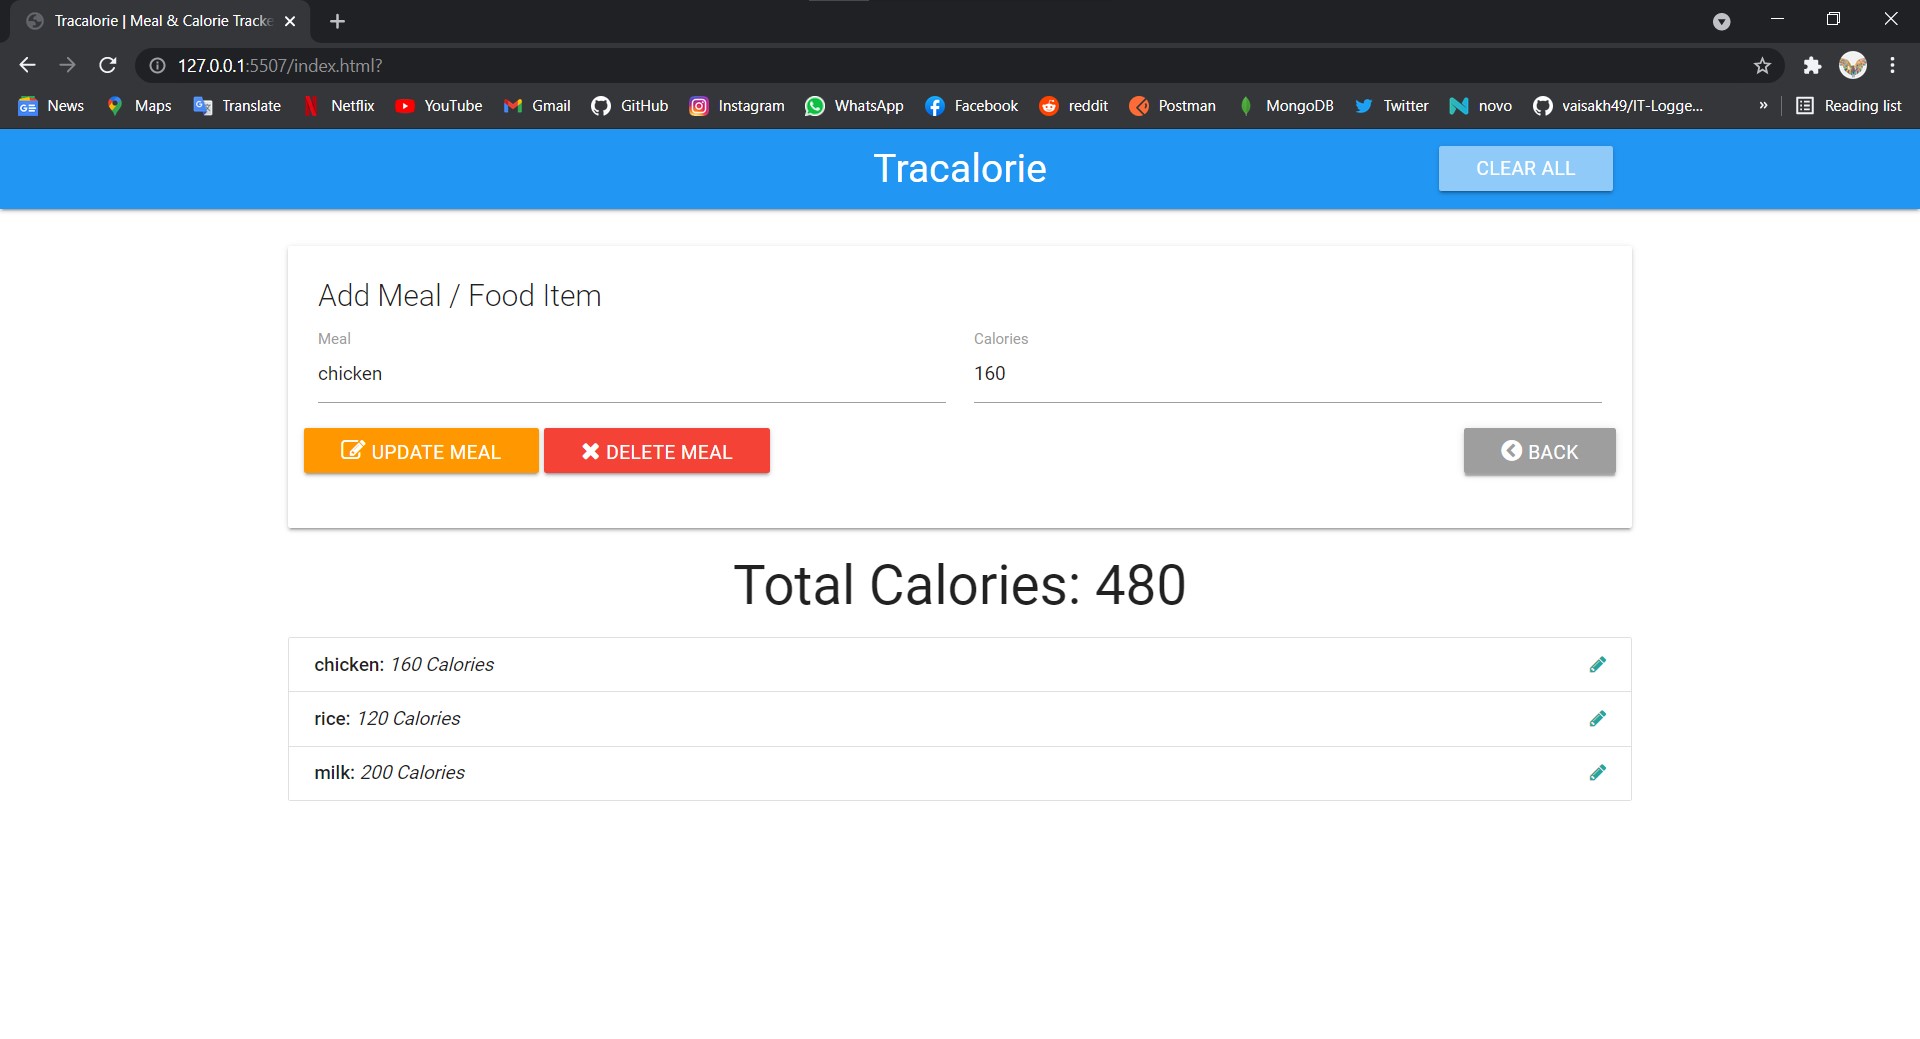 Tracalorie | Meal & Calorie Tracke
127.0.0.1:5507/index.html?
News Maps Translate Netflix YouTube Gmail GitHub Instagram WhatsApp Facebook reddit Postman MongoDB Twitter novo vaisakh49/IT-Logge... » Reading list
Tracalorie CLEAR ALL
Add Meal / Food Item
Meal Calories
chicken 160
UPDATE MEAL DELETE MEAL BACK
Total Calories: 480
chicken: 160 Calories
rice: 120 Calories
milk: 200 Calories